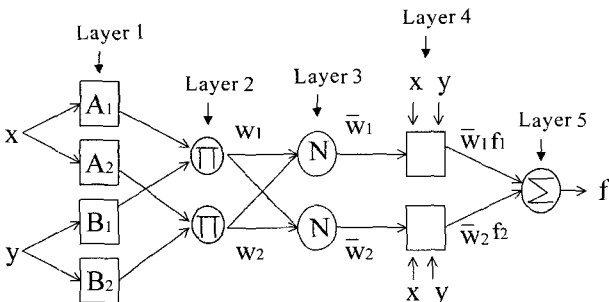 Layer 1
Layer 4
Layer 2
Layer 3
x y
A₁
w₁
w̅₁
Layer 5
x
∏
N
w̅₁f₁
A₂
Σ
f
B₁
∏
N
w̅₂f₂
y
w₂
w̅₂
B₂
x y